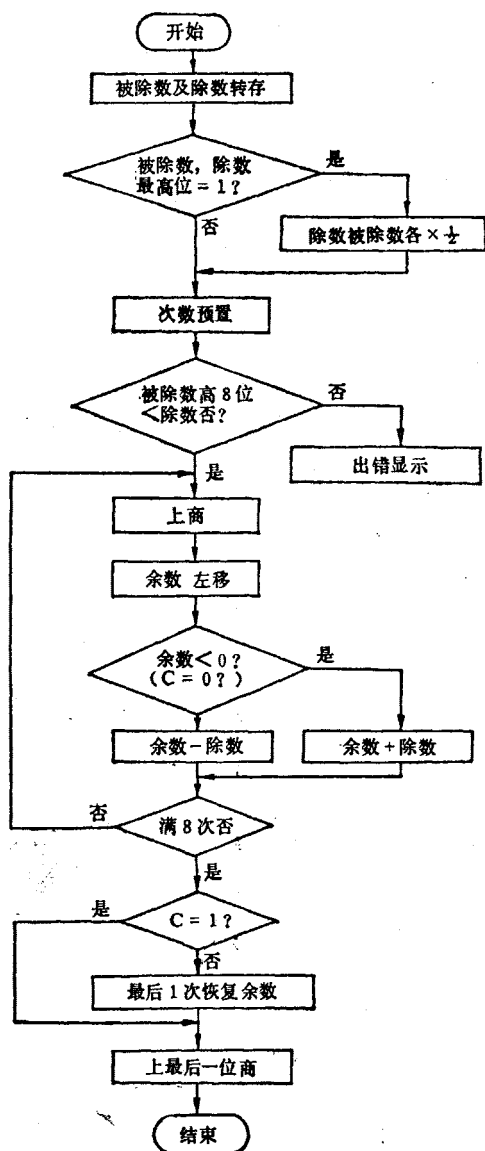 开始
被除数及除数转存
被除数，除数
最高位=1？
是
否
除数被除数各×½
次数预置
被除数高8位
<除数否？
否
是
出错显示
上商
余数 左移
余数<0？
（C=0？）
是
余数-除数
余数+除数
否
满8次否
是
是
C=1？
否
最后1次恢复余数
上最后一位商
结束